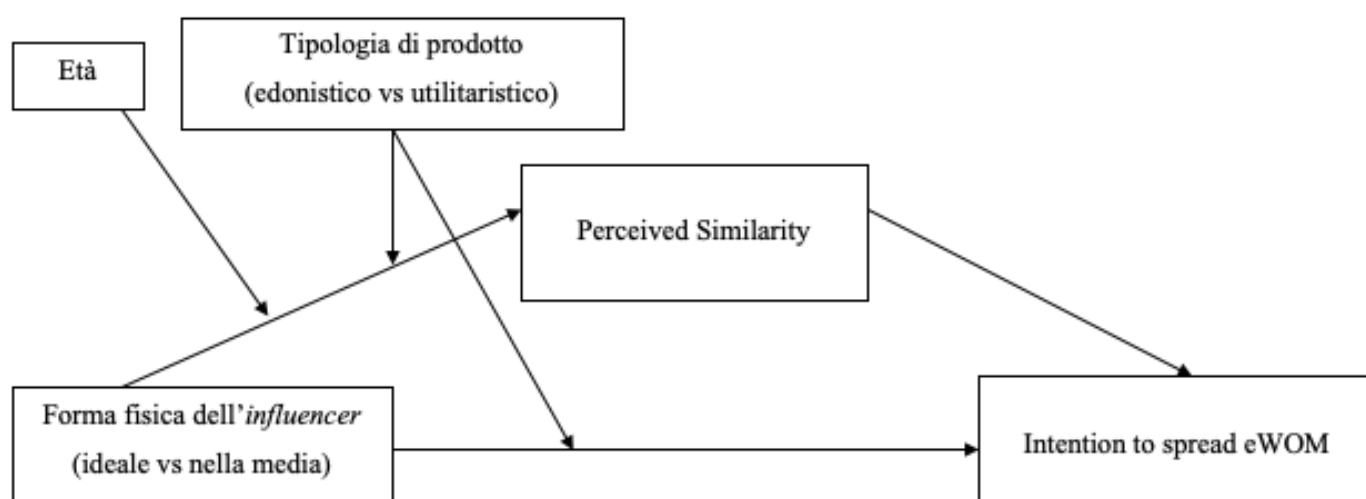 Tipologia di prodotto
(edonistico vs utilitaristico)
Età
Perceived Similarity
Forma fisica dell’influencer
(ideale vs nella media)
Intention to spread eWOM